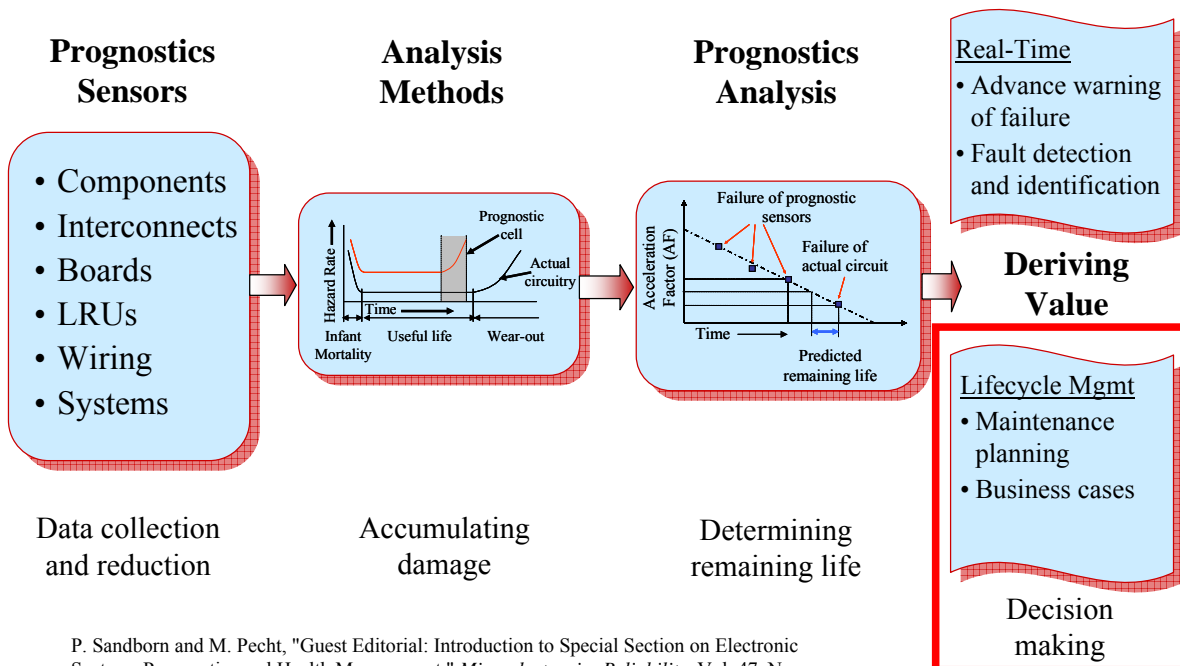 Prognostics
Sensors
• Components
• Interconnects
• Boards
• LRUs
• Wiring
• Systems
Data collection
and reduction
Analysis
Methods
Hazard Rate
Prognostic
cell
Actual
circuitry
Time
Infant
Mortality
Useful life
Wear-out
Accumulating
damage
Prognostics
Analysis
Failure of prognostic
sensors
Acceleration
Factor (AF)
Failure of
actual circuit
Time
Predicted
remaining life
Determining
remaining life
Real-Time
• Advance warning
of failure
• Fault detection
and identification
Deriving
Value
Lifecycle Mgmt
• Maintenance
planning
• Business cases
Decision
making
P. Sandborn and M. Pecht, "Guest Editorial: Introduction to Special Section on Electronic